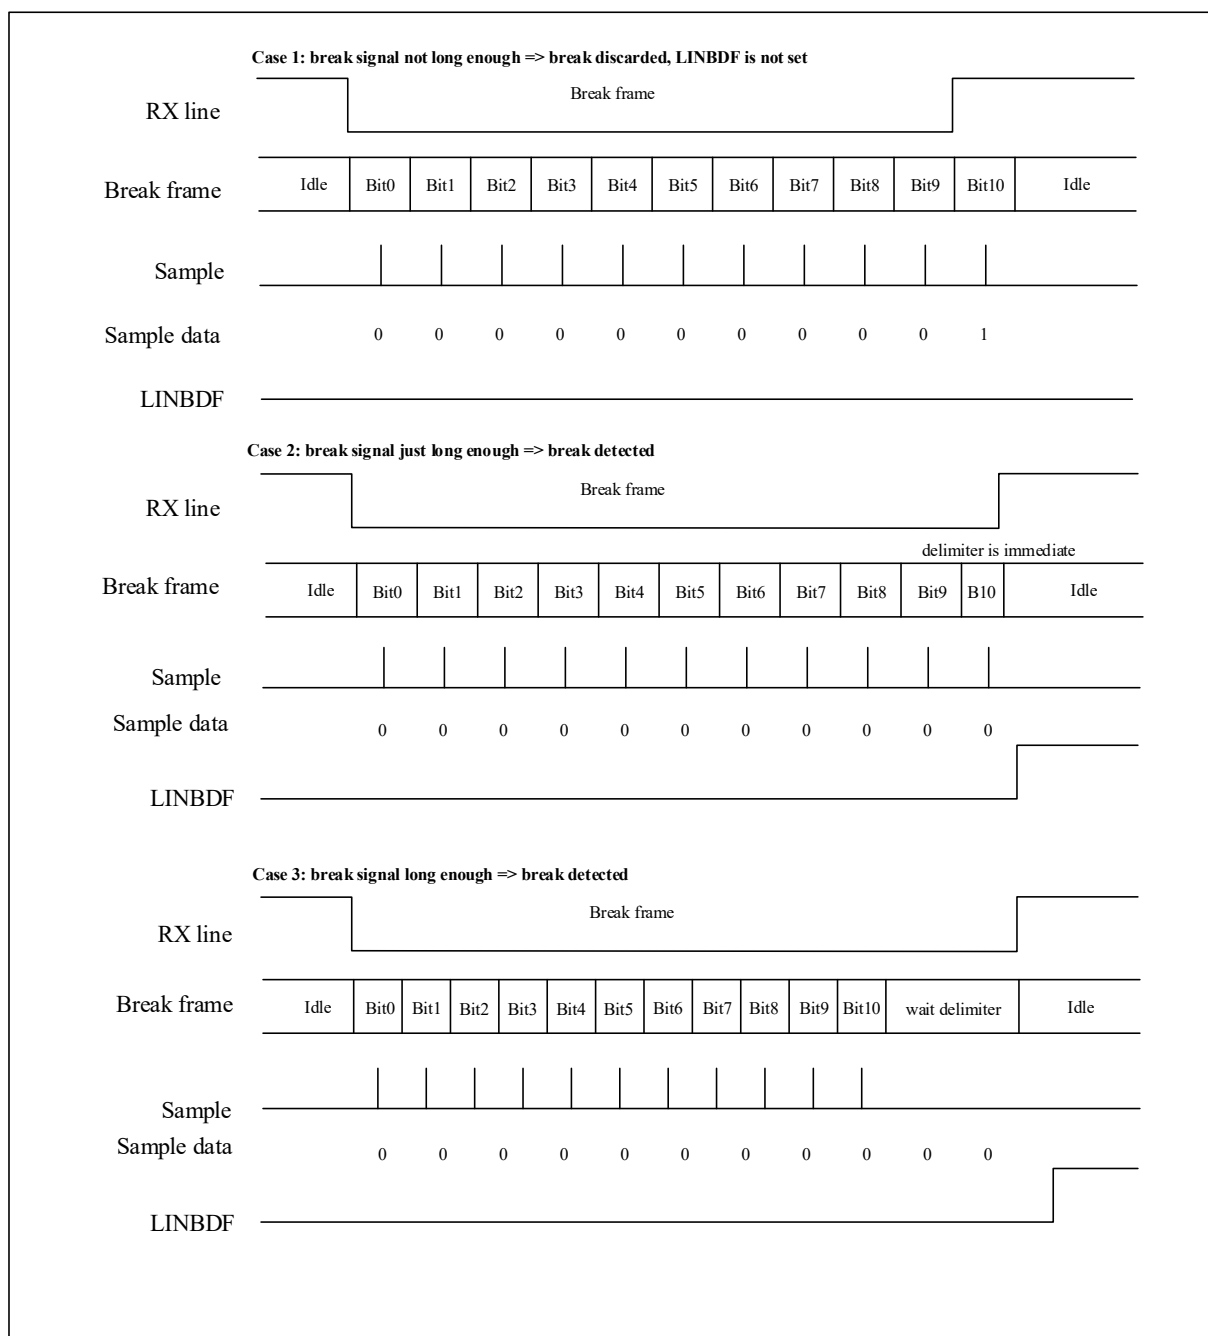 Case 1: break signal not long enough => break discarded, LINBDF is not set
RX line
Break frame
Break frame
Idle Bit0 Bit1 Bit2 Bit3 Bit4 Bit5 Bit6 Bit7 Bit8 Bit9 Bit10 Idle
Sample
Sample data
0 0 0 0 0 0 0 0 0 0 1
LINBDF
Case 2: break signal just long enough => break detected
RX line
Break frame
delimiter is immediate
Break frame
Idle Bit0 Bit1 Bit2 Bit3 Bit4 Bit5 Bit6 Bit7 Bit8 Bit9 B10 Idle
Sample
Sample data
0 0 0 0 0 0 0 0 0 0 0
LINBDF
Case 3: break signal long enough => break detected
RX line
Break frame
Break frame
Idle Bit0 Bit1 Bit2 Bit3 Bit4 Bit5 Bit6 Bit7 Bit8 Bit9 Bit10 wait delimiter Idle
Sample
Sample data
0 0 0 0 0 0 0 0 0 0 0
LINBDF